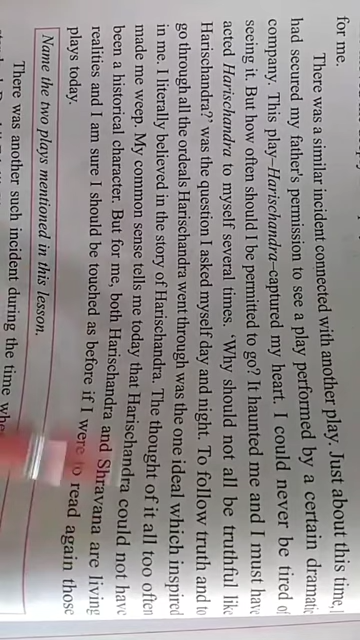 for me.
There was a similar incident connected with another play. Just about this time,
had secured my father's permission to see a play performed by a certain dramatic
company. This play–Harischandra–captured my heart. I could never be tired of
seeing it. But how often should I be permitted to go? It haunted me and I must have
acted Harischandra to myself several times. 'Why should not all be truthful like
Harischandra?' was the question I asked myself day and night. To follow truth and to
go through all the ordeals Harischandra went through was the one ideal which inspired
in me. I literally believed in the story of Harischandra. The thought of it all too often
made me weep. My common sense tells me today that Harischandra could not have
been a historical character. But for me, both Harischandra and Shravana are living
realities and I am sure I should be touched as before if I were to read again those
plays today.
Name the two plays mentioned in this lesson.
There was another such incident during the time